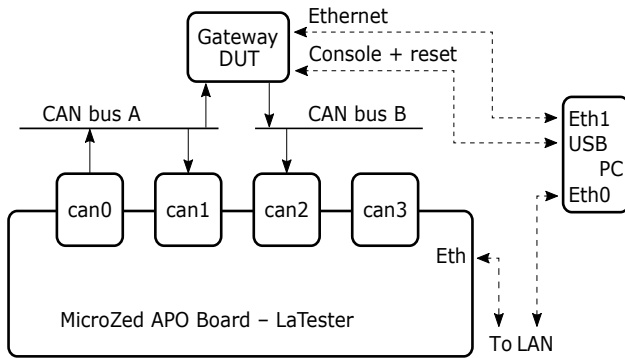 Ethernet
Gateway
DUT
Console + reset
CAN bus A
CAN bus B
Eth1
USB
PC
Eth0
can0
can1
can2
can3
Eth
MicroZed APO Board – LaTester
To LAN